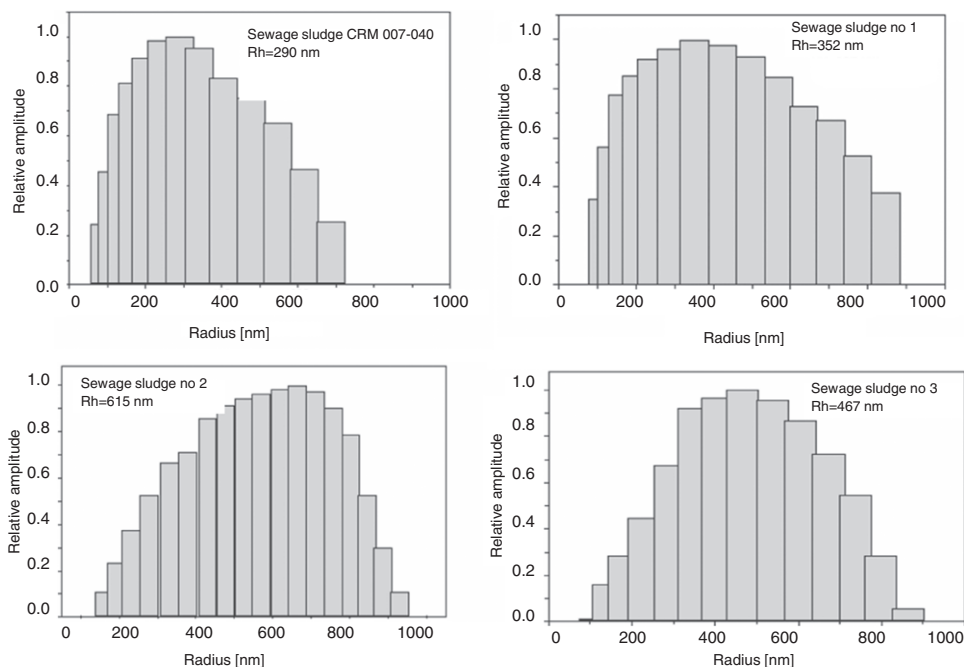 Sewage sludge CRM 007-040
Rh=290 nm
Relative amplitude
1.0
0.8
0.6
0.4
0.2
0.0
200
400
600
800
1000
Radius [nm]
Sewage sludge no 1
Rh=352 nm
Relative amplitude
1.0
0.8
0.6
0.4
0.2
0.0
0
200
400
600
800
1000
Radius [nm]
Sewage sludge no 2
Rh=615 nm
Relative amplitude
1.0
0.8
0.6
0.4
0.2
0.0
0
200
400
600
800
1000
Radius [nm]
Sewage sludge no 3
Rh=467 nm
Relative amplitude
1.0
0.8
0.6
0.4
0.2
0.0
0
200
400
600
800
1000
Radius [nm]